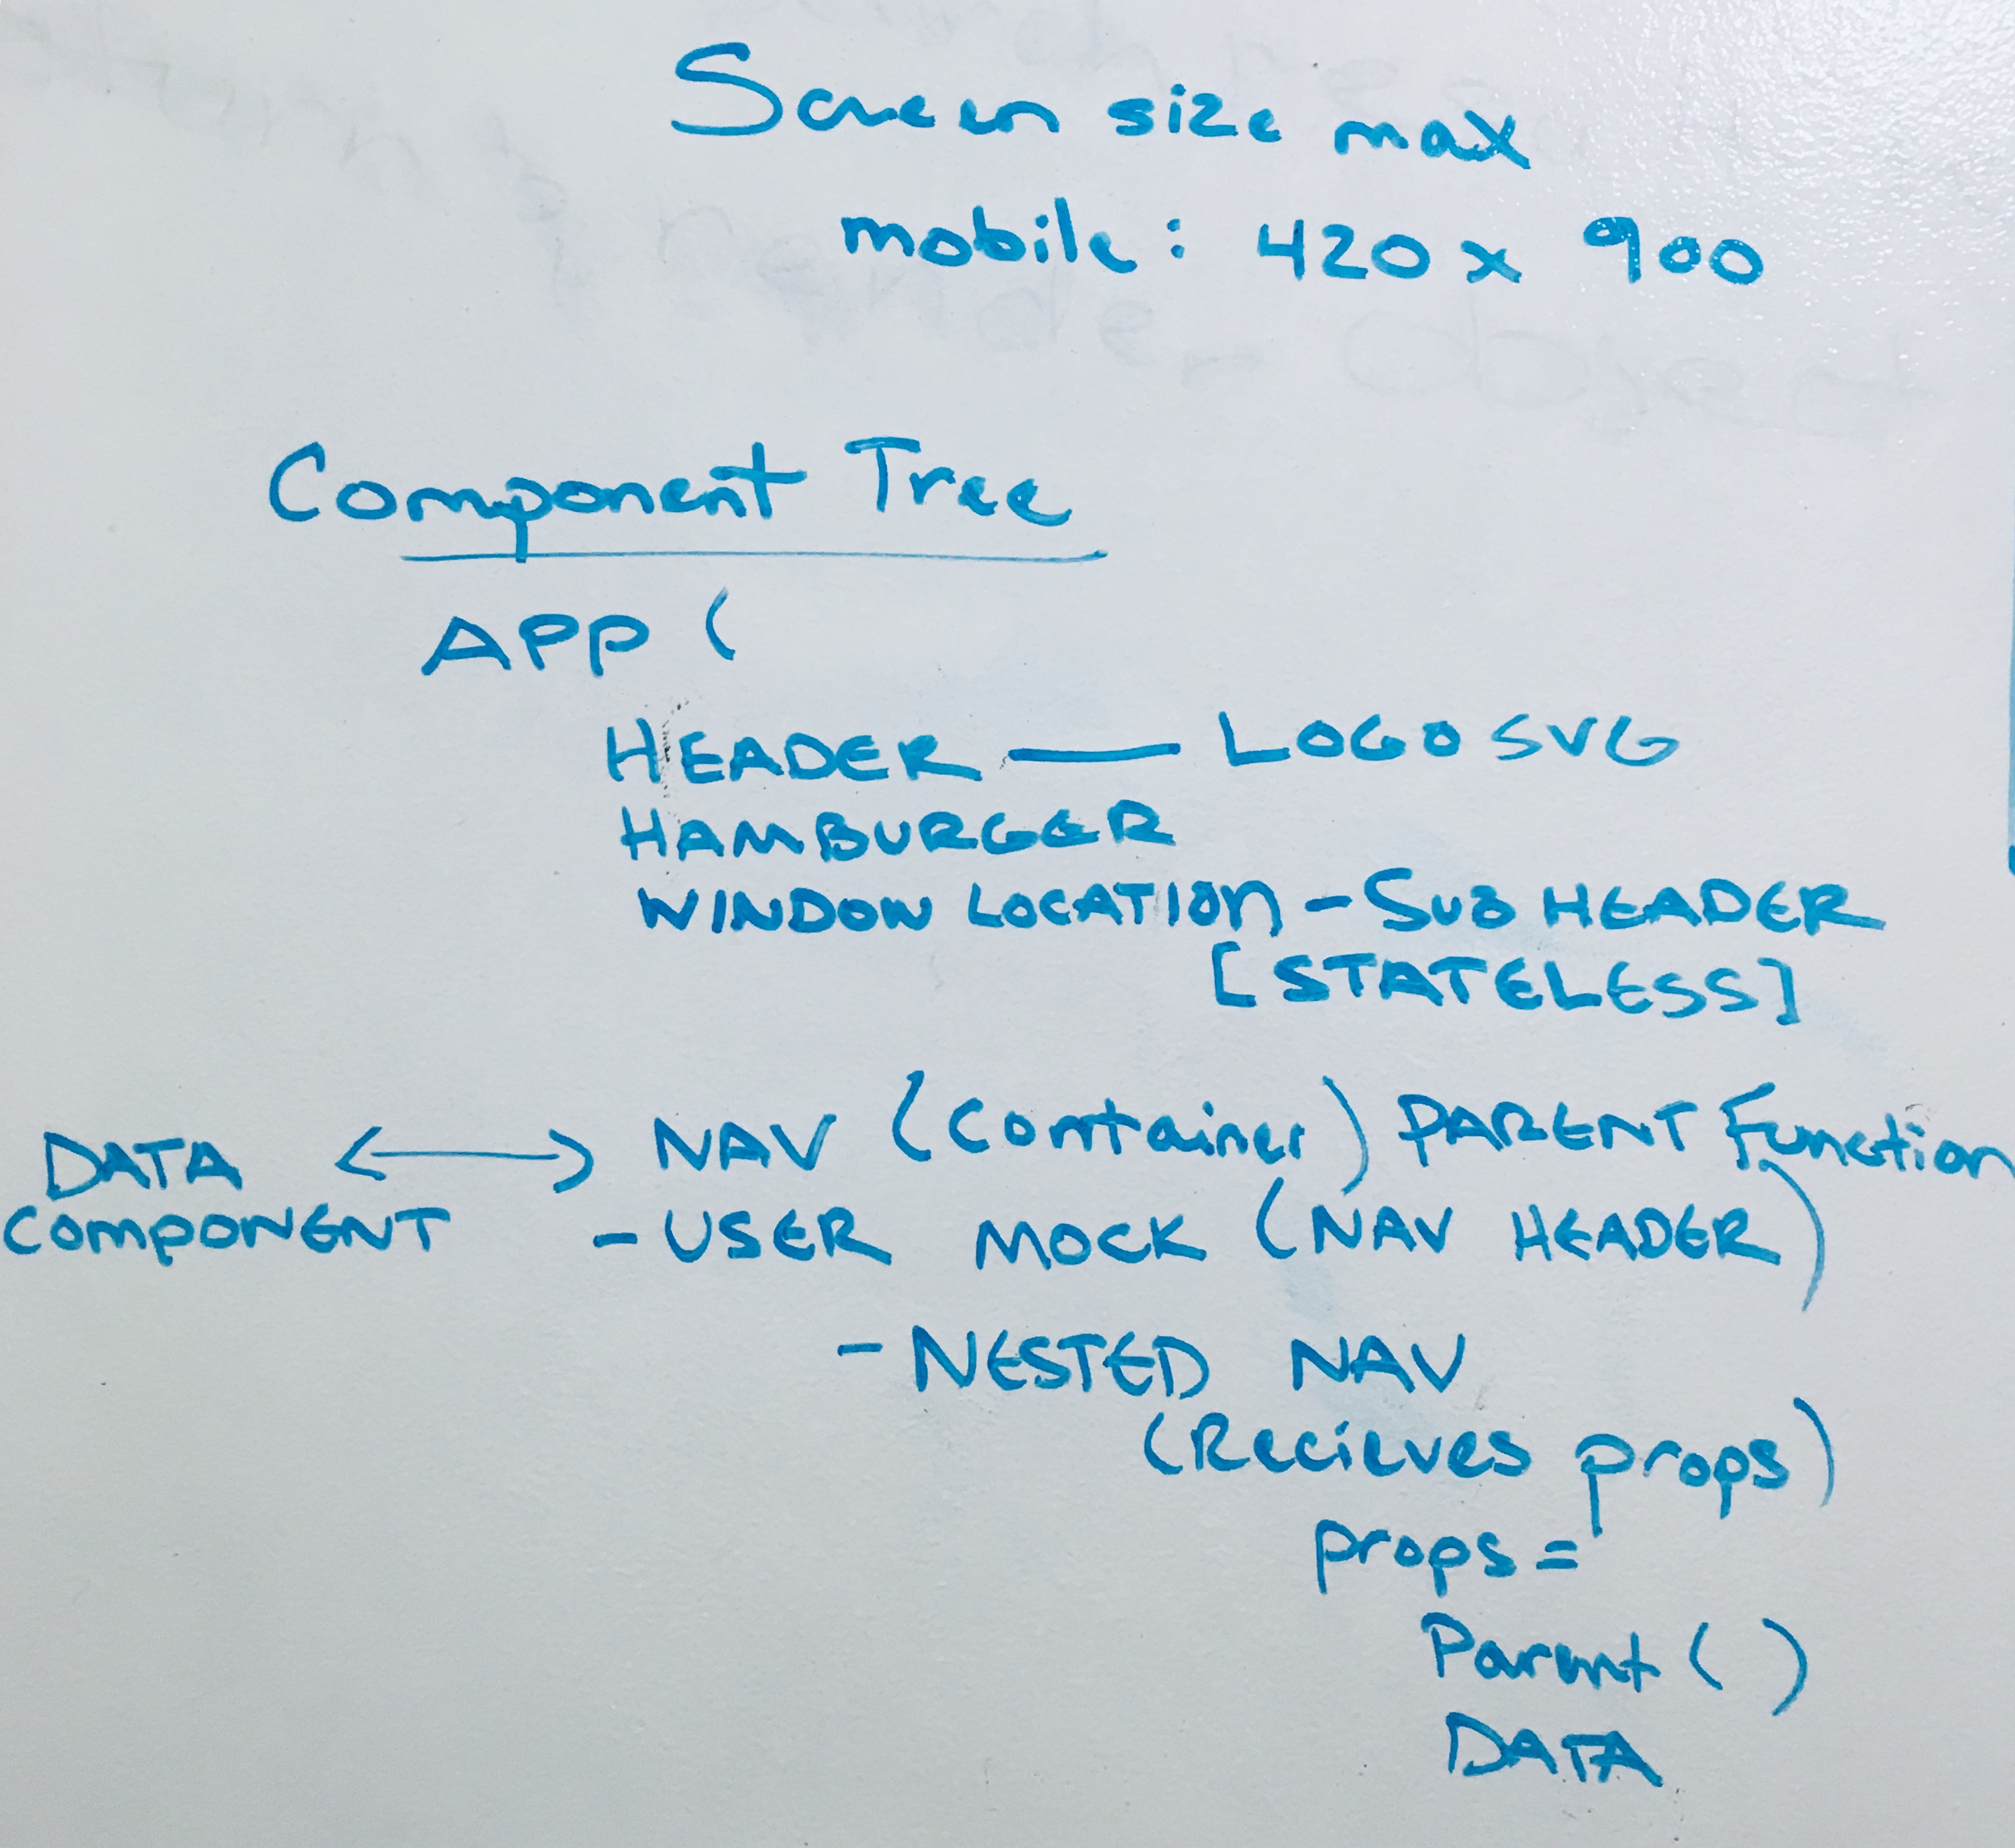 Screen size max
mobile: 420 x 900
Component Tree
APP (
HEADER — LOGO SVG
HAMBURGER
WINDOW LOCATION - SUB HEADER
[STATELESS]
DATA <-> NAV (Container) PARENT Function
COMPONENT - USER MOCK (NAV HEADER)
- NESTED NAV
(Recieves props)
props =
Parent ( )
DATA